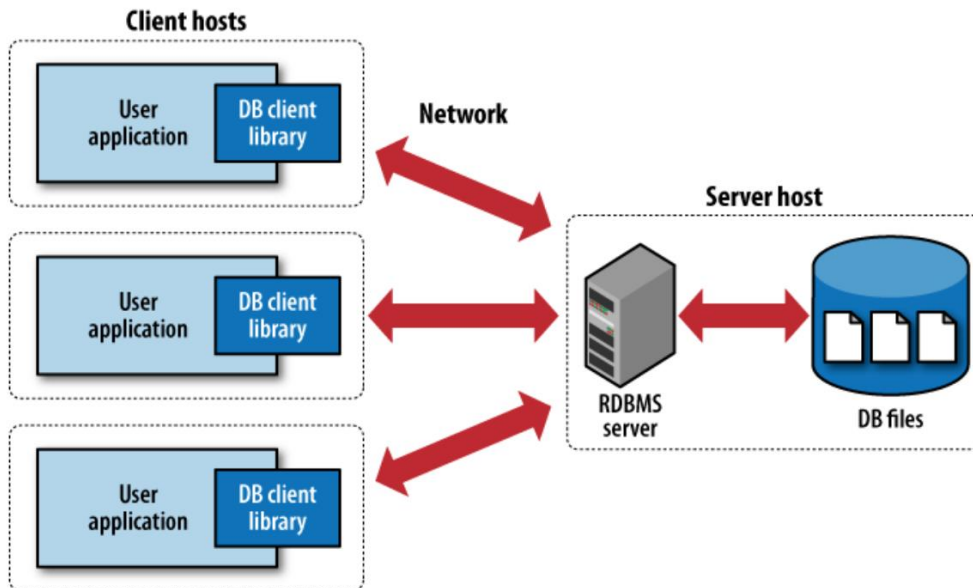 Client hosts
User
application
DB client
library
Network
User
application
DB client
library
User
application
DB client
library
Server host
RDBMS
server
DB files